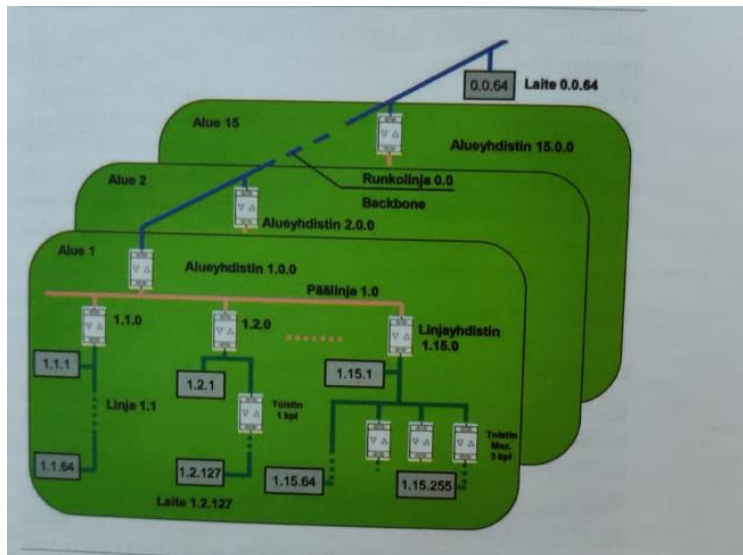 0.0.64
Laite 0.0.64
Alue 15
Alueyhdistin 15.0.0
Alue 2
Runkolinja 0.0
Backbone
Alueyhdistin 2.0.0
Alue 1
Alueyhdistin 1.0.0
Päälinja 1.0
1.1.0
1.2.0
Linjayhdistin
1.15.0
1.1.1
1.2.1
1.15.1
Linja 1.1
Toistin
1 kpl
Toistin
Max.
3 kpl
1.1.64
1.2.127
1.15.64
1.15.255
Laite 1.2.127